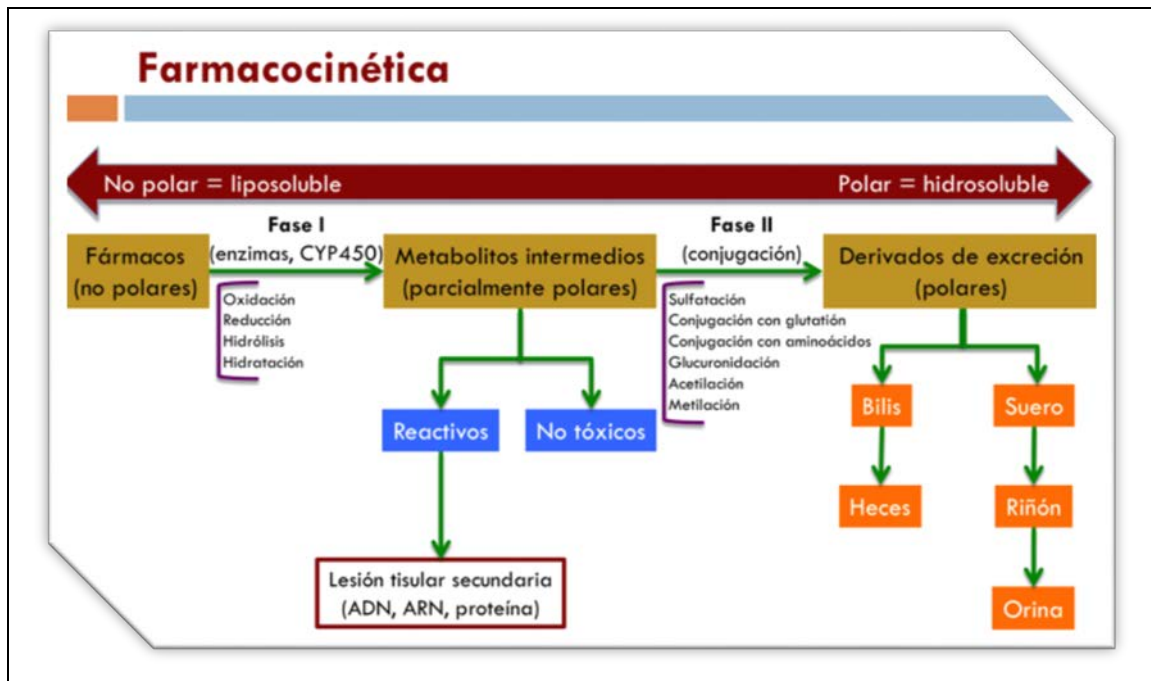 Farmacocinética
No polar = liposoluble
Polar = hidrosoluble
Fármacos
(no polares)
Fase I
(enzimas, CYP450)
Oxidación
Reducción
Hidrólisis
Hidratación
Metabolitos intermedios
(parcialmente polares)
Fase II
(conjugación)
Sulfatación
Conjugación con glutatión
Conjugación con aminoácidos
Glucuronidación
Acetilación
Metilación
Derivados de excreción
(polares)
Reactivos
No tóxicos
Lesión tisular secundaria
(ADN, ARN, proteína)
Bilis
Heces
Suero
Riñón
Orina